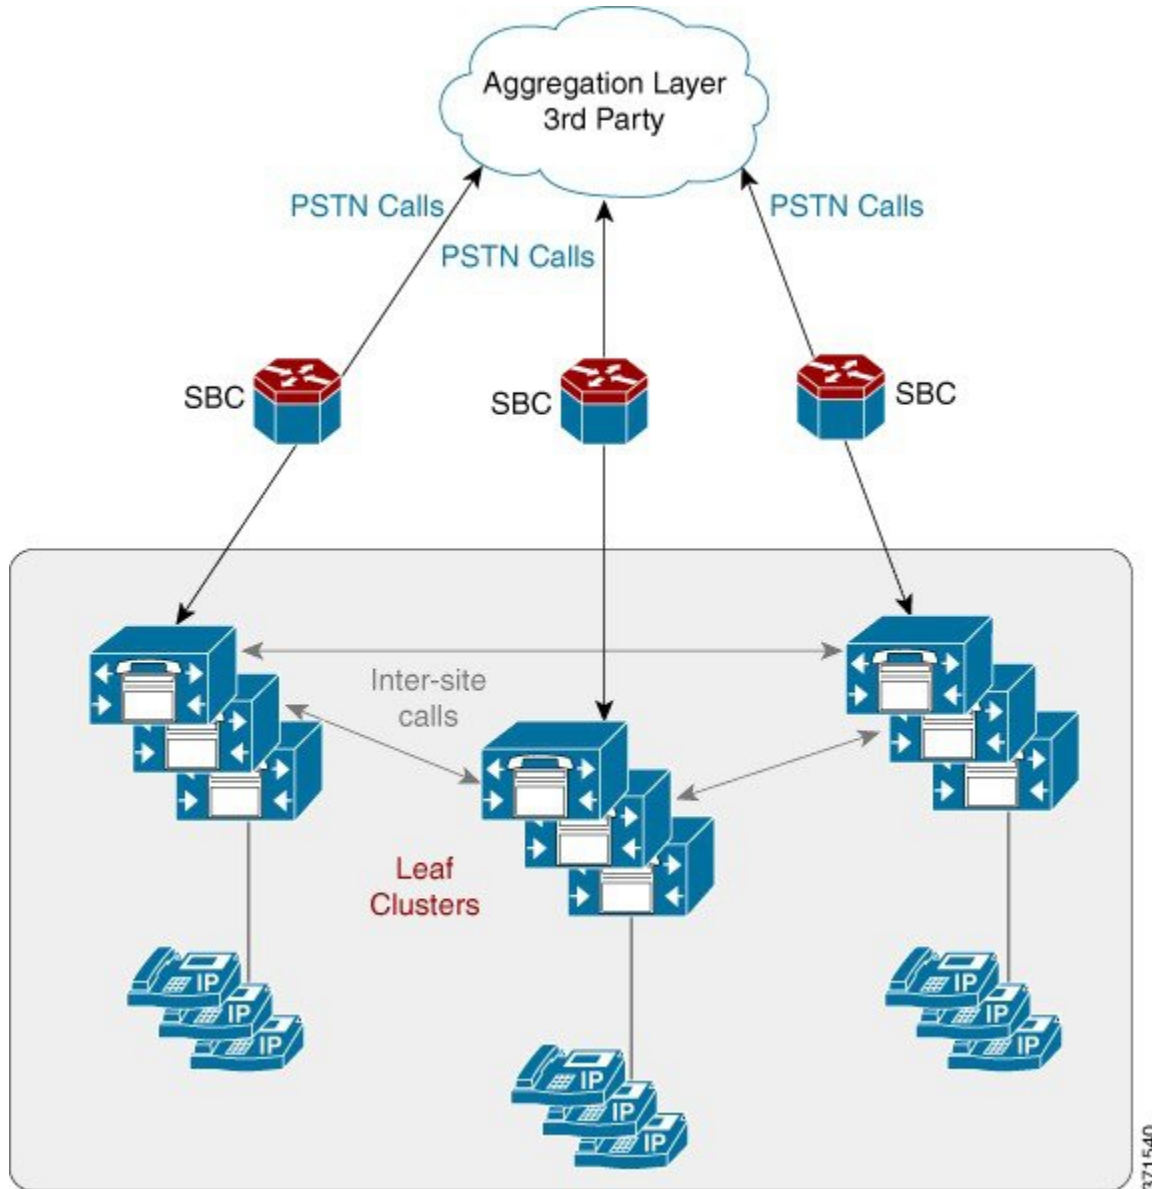 Aggregation Layer
3rd Party
PSTN Calls
PSTN Calls
PSTN Calls
SBC
SBC
SBC
Inter-site
calls
Leaf
Clusters
IP
IP
IP
IP
IP
IP
IP
IP
IP
371540